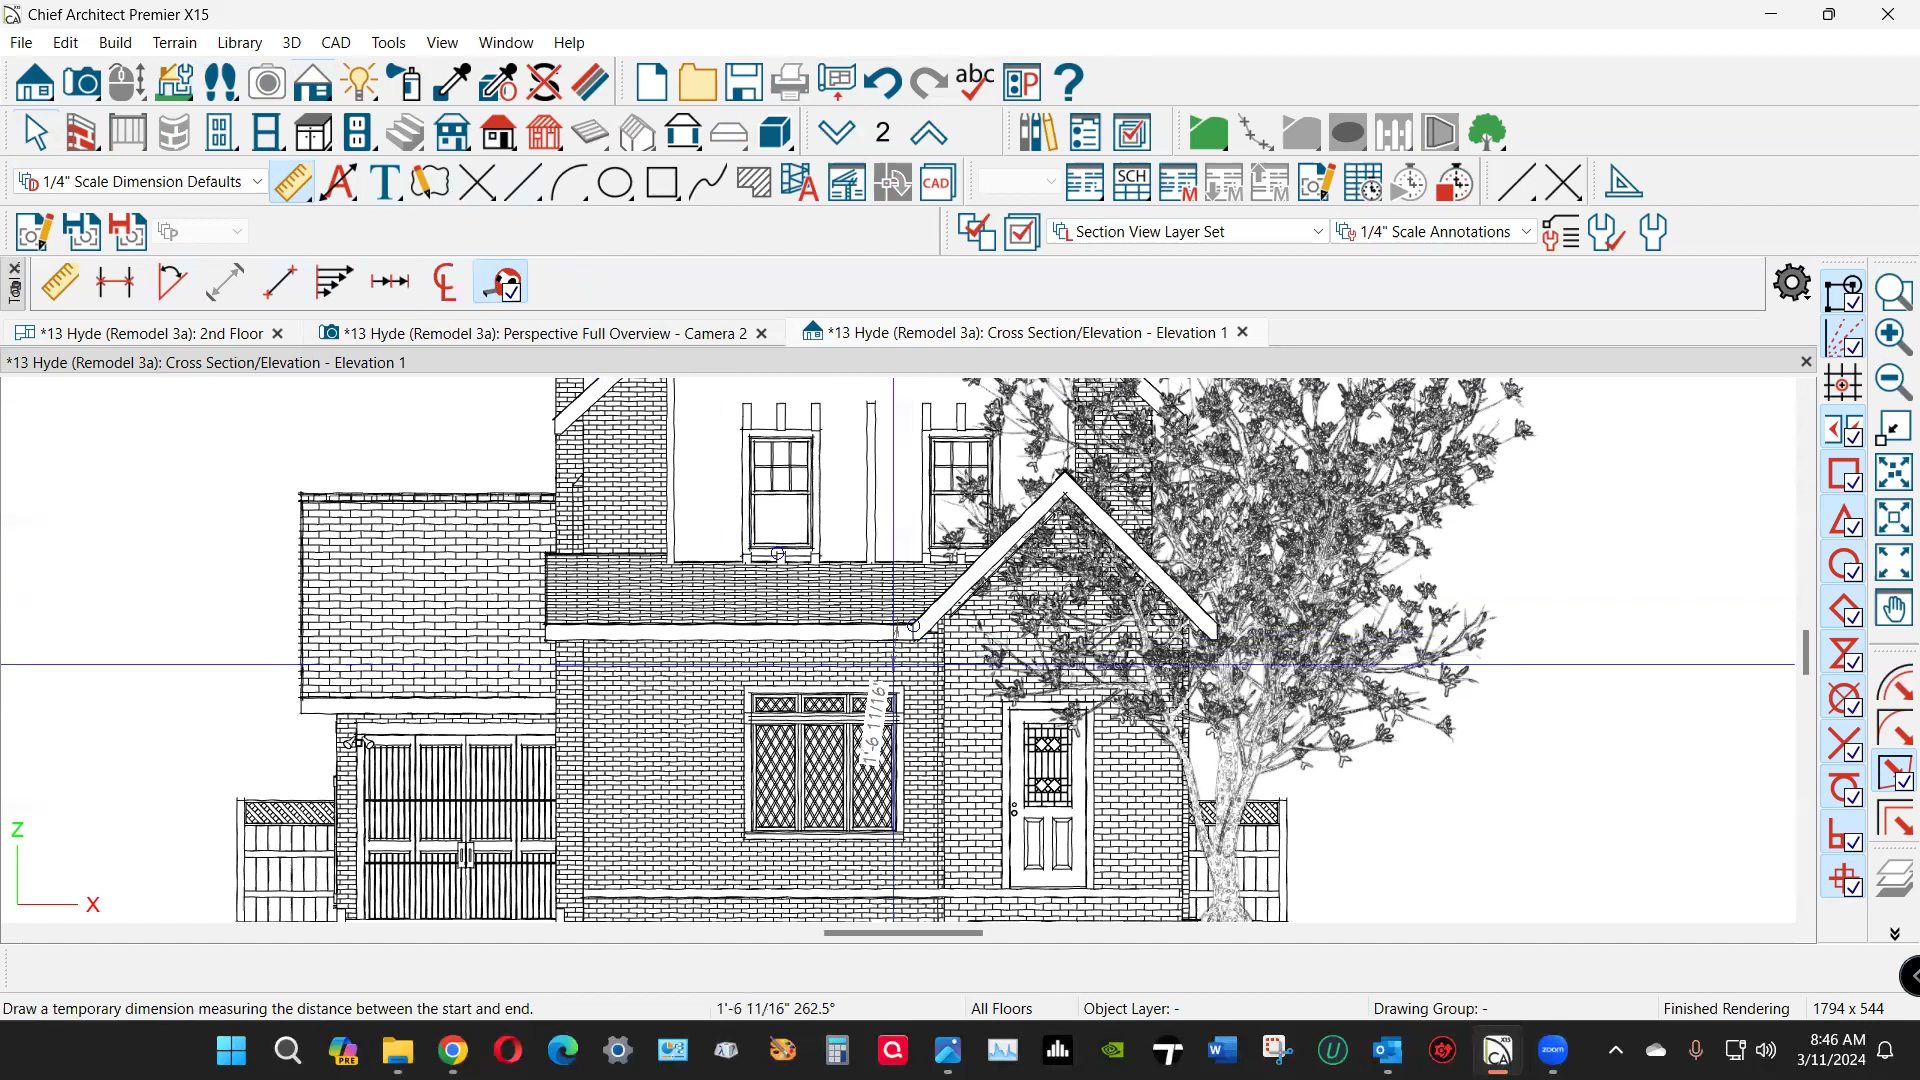 Chief Architect Premier X15
File Edit Build Terrain Library 3D CAD Tools View Window Help
abc P ?
2
1/4" Scale Dimension Defaults
A T A CAD SCH M M M
P Section View Layer Set 1/4" Scale Annotations
*13 Hyde (Remodel 3a): 2nd Floor *13 Hyde (Remodel 3a): Perspective Full Overview - Camera 2 *13 Hyde (Remodel 3a): Cross Section/Elevation - Elevation 1
*13 Hyde (Remodel 3a): Cross Section/Elevation - Elevation 1
1'-6 11/16"
Z
X
Draw a temporary dimension measuring the distance between the start and end. 1'-6 11/16" 262.5° All Floors Object Layer: - Drawing Group: - Finished Rendering 1794 x 544
PRE W zoom 8:46 AM
3/11/2024